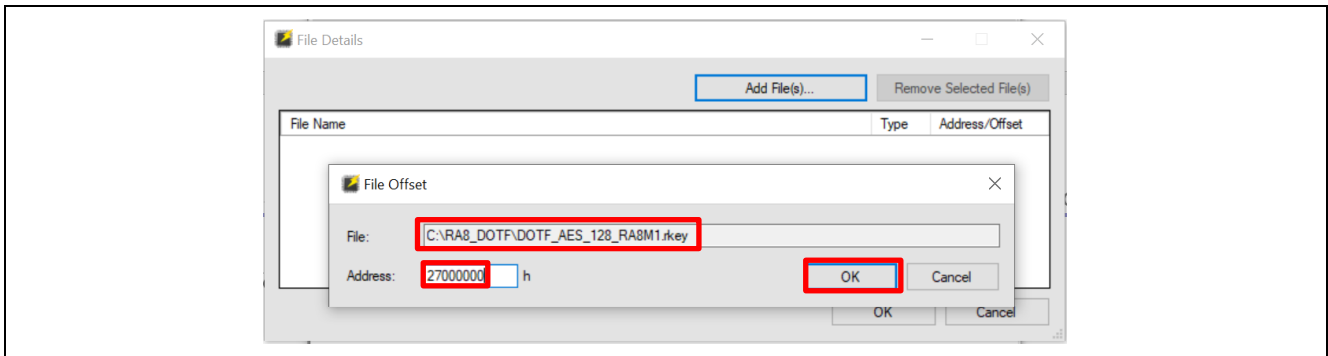 File Details
Add File(s)...
Remove Selected File(s)
File Name Type Address/Offset
File Offset
File: C:\RA8_DOTF\DOTF_AES_128_RA8M1.rkey
Address: 27000000 h OK Cancel
OK Cancel